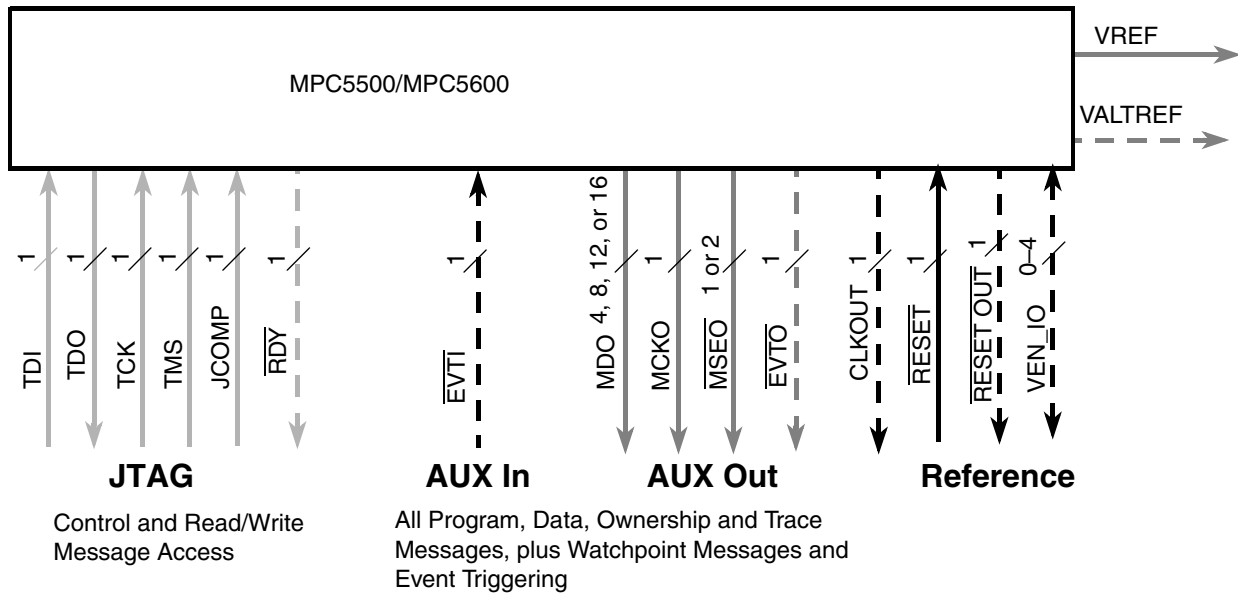 MPC5500/MPC5600
VREF
VALTREF
1
TDI
1
TDO
1
TCK
1
TMS
1
JCOMP
1
RDY
1
EVTI
MDO 4, 8, 12, or 16
1
MCKO
MSEO 1 or 2
1
EVTO
1
CLKOUT
1
RESET
1
RESET OUT
VEN_IO 0–4
JTAG
AUX In
AUX Out
Reference
Control and Read/Write
Message Access
All Program, Data, Ownership and Trace
Messages, plus Watchpoint Messages and
Event Triggering